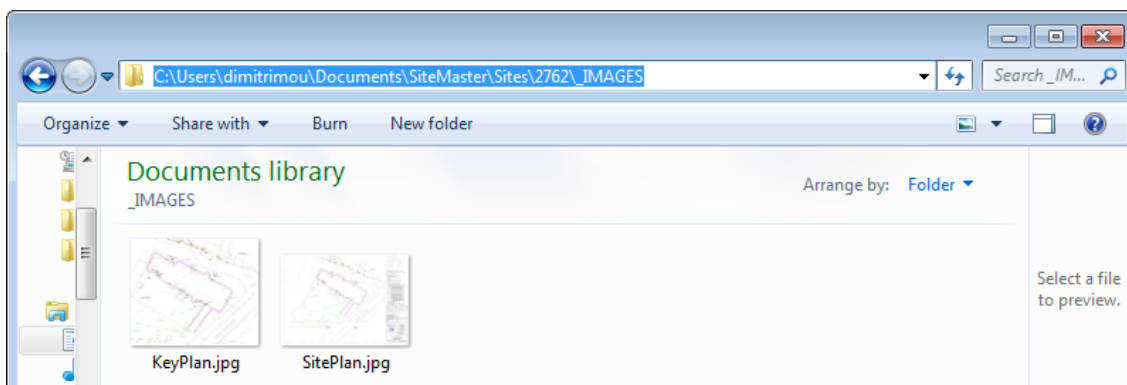 C:\Users\dimitrimou\Documents\SiteMaster\Sites\2762\_IMAGES
Search _IM...
Organize
Share with
Burn
New folder
Documents library
_IMAGES
Arrange by: Folder
Select a file
to preview.
KeyPlan.jpg
SitePlan.jpg